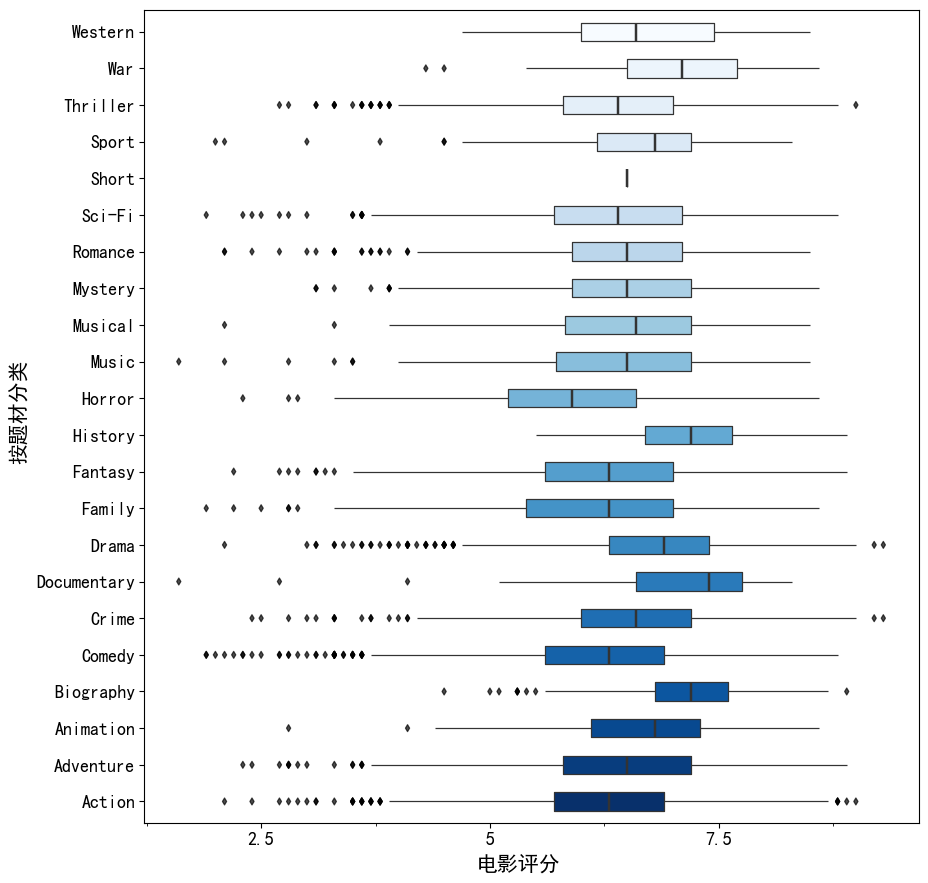 Western
War
Thriller
Sport
Short
Sci-Fi
Romance
Mystery
Musical
Music
Horror
History
Fantasy
Family
Drama
Documentary
Crime
Comedy
Biography
Animation
Adventure
Action
按题材分类
2.5 5 7.5
电影评分